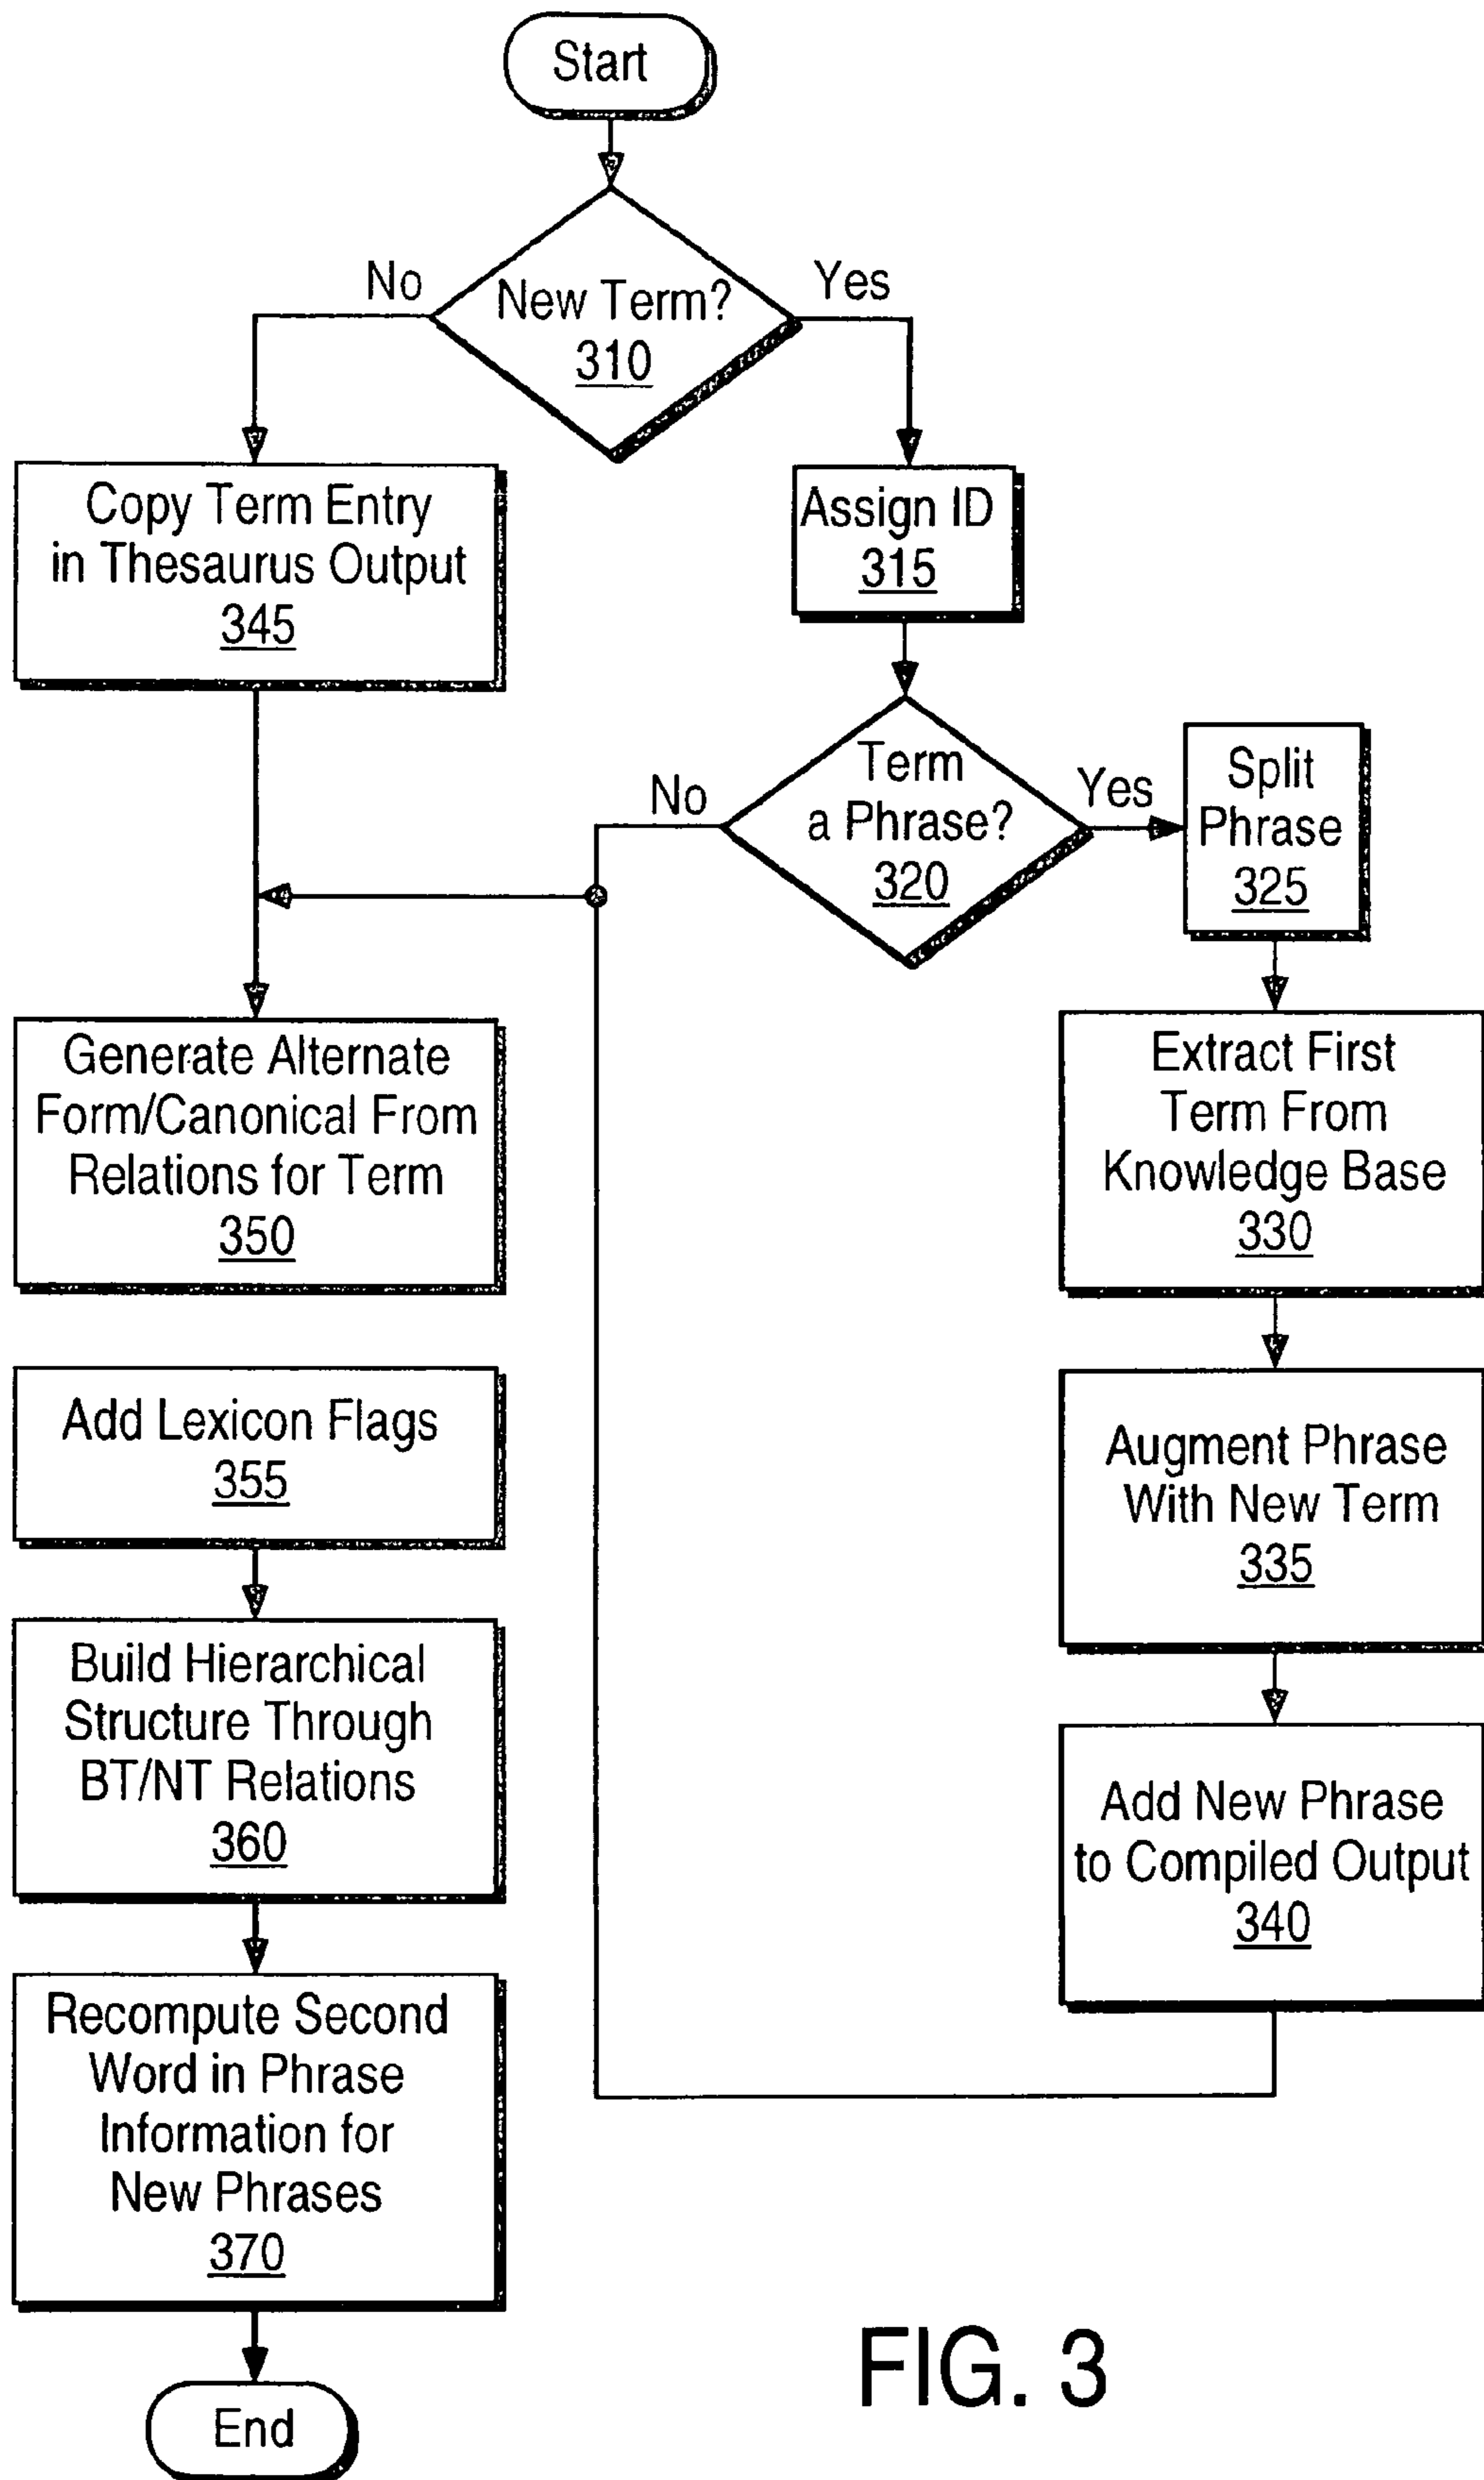 Start
New Term?
310
No
Yes
Copy Term Entry
in Thesaurus Output
345
Assign ID
315
Term
a Phrase?
320
No
Yes
Split
Phrase
325
Generate Alternate
Form/Canonical From
Relations for Term
350
Extract First
Term From
Knowledge Base
330
Add Lexicon Flags
355
Augment Phrase
With New Term
335
Build Hierarchical
Structure Through
BT/NT Relations
360
Add New Phrase
to Compiled Output
340
Recompute Second
Word in Phrase
Information for
New Phrases
370
End
FIG. 3